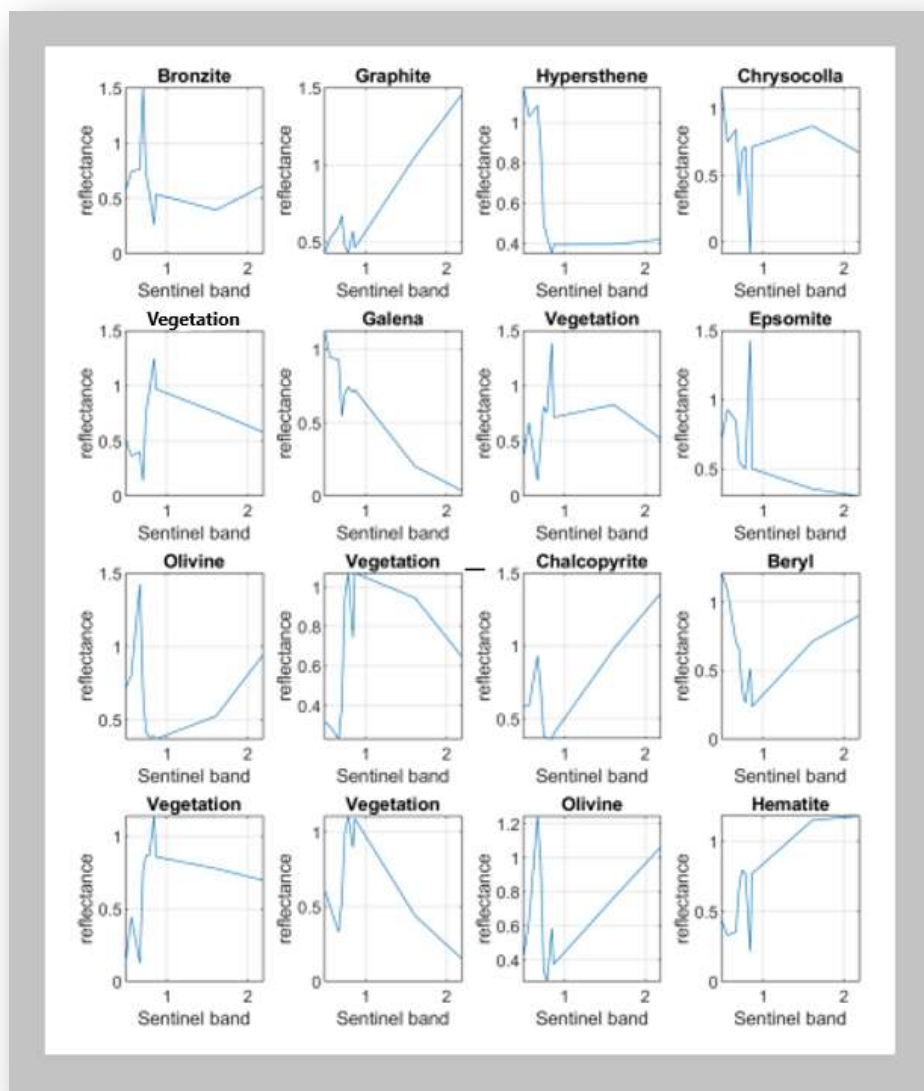 Bronzite Graphite Hypersthene Chrysocolla
1.5 1.5
1 1
reflectance reflectance reflectance reflectance
1 1 0.8 0.5
0.5 0.6
0 0.5 0.4 0
1 2 1 2 1 2 1 2
Sentinel band Sentinel band Sentinel band Sentinel band
Vegetation Galena Vegetation Epsomite
1.5 1.5 1.5
1 1 1 1
reflectance reflectance reflectance reflectance
0.5 0.5 0.5 0.5
0 0 0
1 2 1 2 1 2 1 2
Sentinel band Sentinel band Sentinel band Sentinel band
Olivine Vegetation Chalcopyrite Beryl
1.5 1 1.5
1 0.8 1 1
reflectance reflectance reflectance reflectance
0.6 0.5
0.5 0.4 0.5 0
1 2 1 2 1 2 1 2
Sentinel band Sentinel band Sentinel band Sentinel band
Vegetation Vegetation Olivine Hematite
1 1 1.2 1
1
reflectance reflectance reflectance reflectance
0.5 0.5 0.8 0.5
0.6
0 0 0.4 0
1 2 1 2 1 2 1 2
Sentinel band Sentinel band Sentinel band Sentinel band